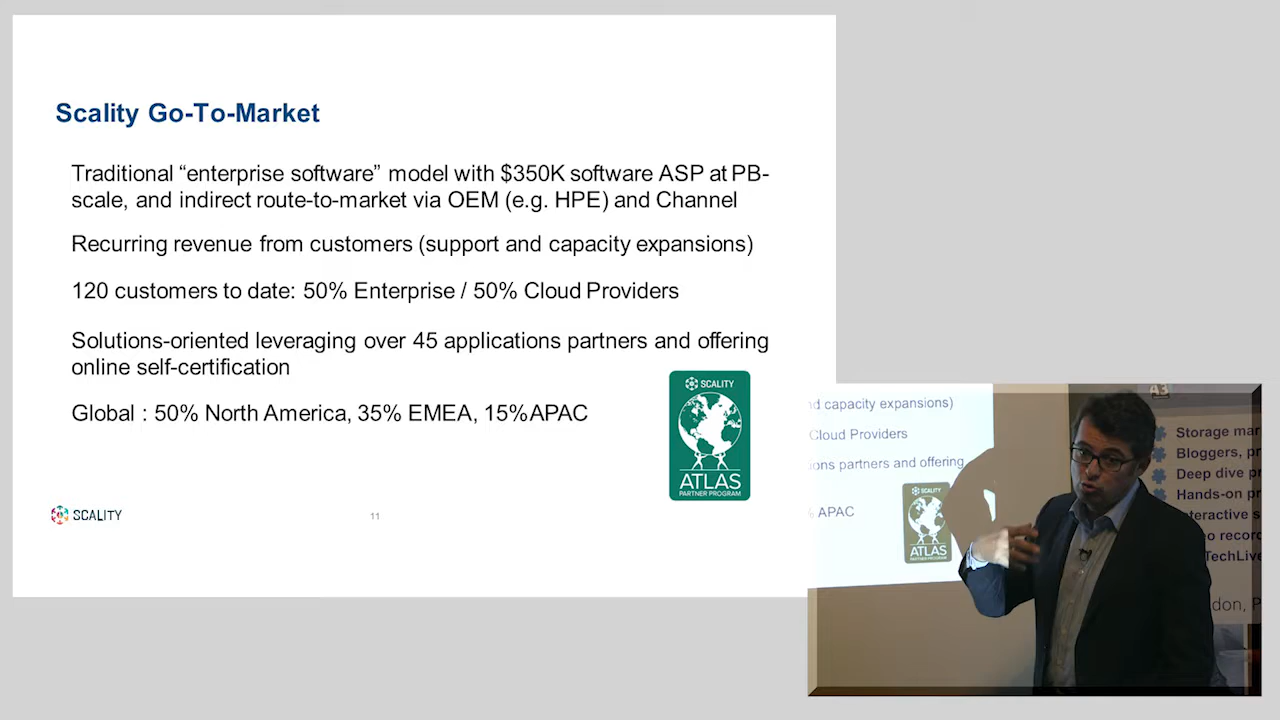 Scality Go-To-Market
Traditional “enterprise software” model with $350K software ASP at PB-
scale, and indirect route-to-market via OEM (e.g. HPE) and Channel
Recurring revenue from customers (support and capacity expansions)
120 customers to date: 50% Enterprise / 50% Cloud Providers
Solutions-oriented leveraging over 45 applications partners and offering
online self-certification
Global : 50% North America, 35% EMEA, 15% APAC
SCALITY
ATLAS
PARTNER PROGRAM
SCALITY
11
capacity expansions)
Cloud Providers
partners and offering
APAC
SCALITY
ATLAS
PARTNER PROGRAM
43
Storage
Bloggers,
Deep dive
Hands-on